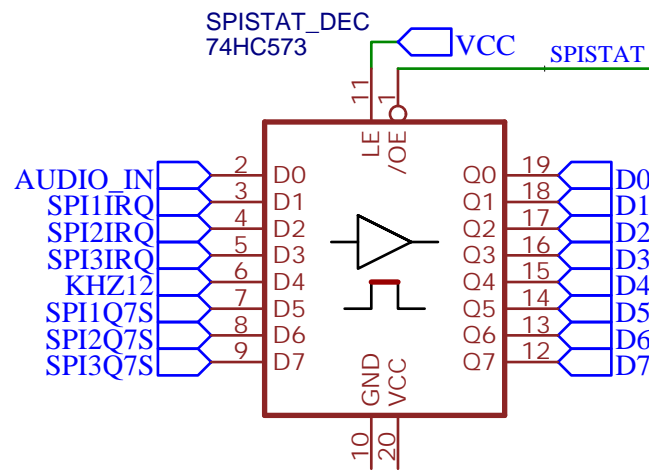 SPISTAT_DEC
74HC573
VCC
SPISTAT
11
1
LE
/OE
AUDIO_IN 2 D0 Q0 19 D0
SPI1IRQ 3 D1 Q1 18 D1
SPI2IRQ 4 D2 Q2 17 D2
SPI3IRQ 5 D3 Q3 16 D3
KHZ12 6 D4 Q4 15 D4
SPI1Q7S 7 D5 Q5 14 D5
SPI2Q7S 8 D6 Q6 13 D6
SPI3Q7S 9 D7 Q7 12 D7
GND
VCC
10
20